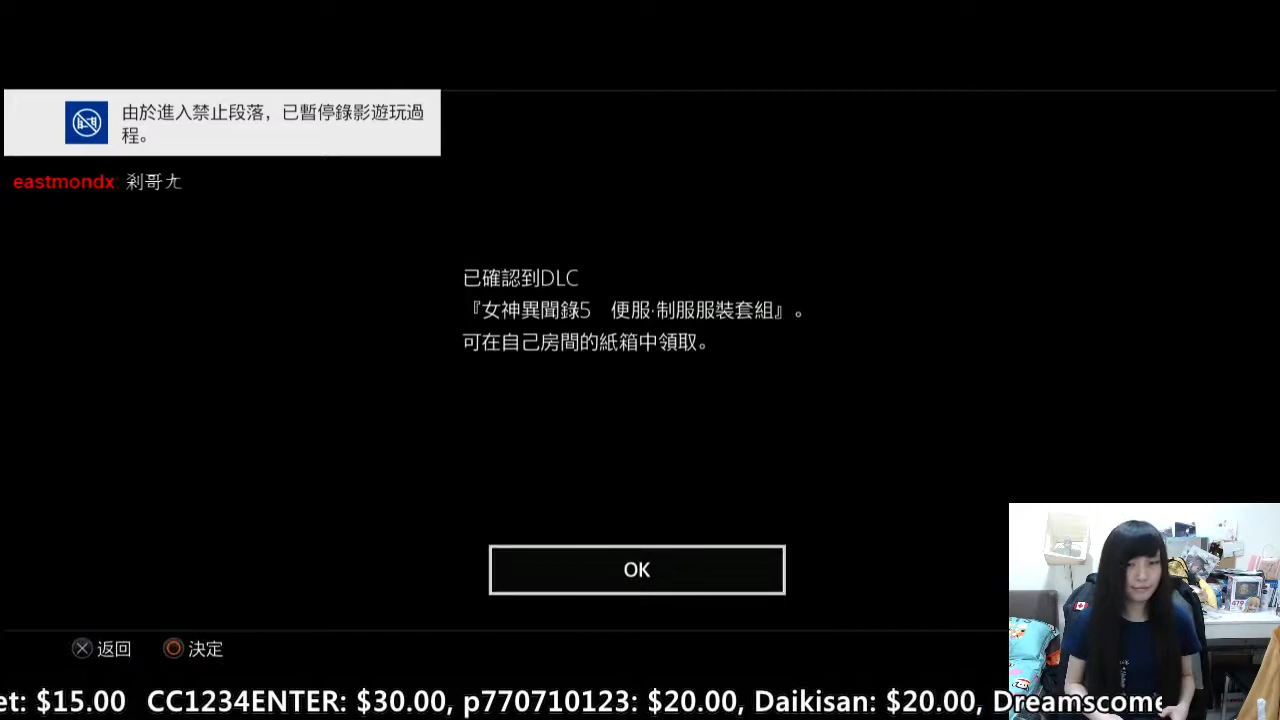 由於進入禁止段落，已暫停錄影遊玩過
程。
eastmondx: 剎哥尢
已確認到DLC
『女神異聞錄5　便服·制服服裝套組』。
可在自己房間的紙箱中領取。
OK
返回　決定
et: $15.00 CC1234ENTER: $30.00, p770710123: $20.00, Daikisan: $20.00, Dreamscome